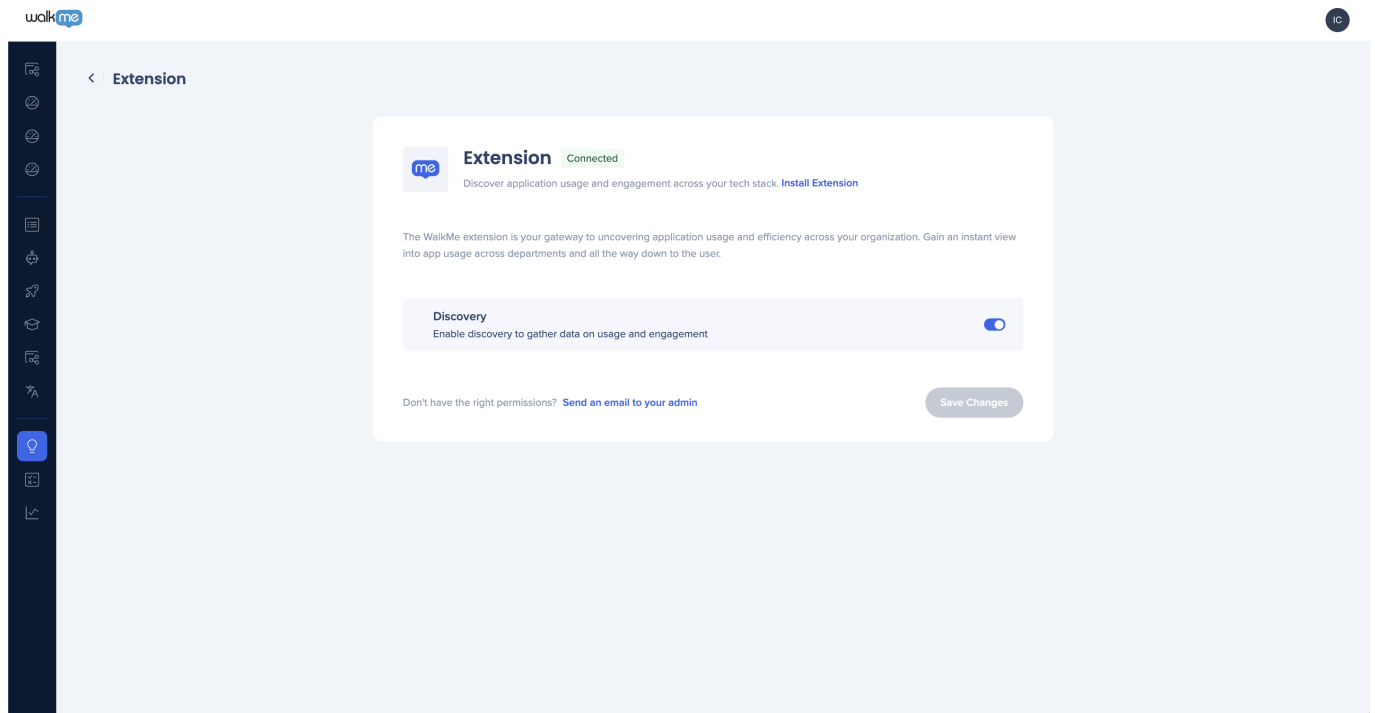 walkme
IC
Extension
me
Extension Connected
Discover application usage and engagement across your tech stack. Install Extension
The WalkMe extension is your gateway to uncovering application usage and efficiency across your organization. Gain an instant view
into app usage across departments and all the way down to the user.
Discovery
Enable discovery to gather data on usage and engagement
Don't have the right permissions? Send an email to your admin
Save Changes